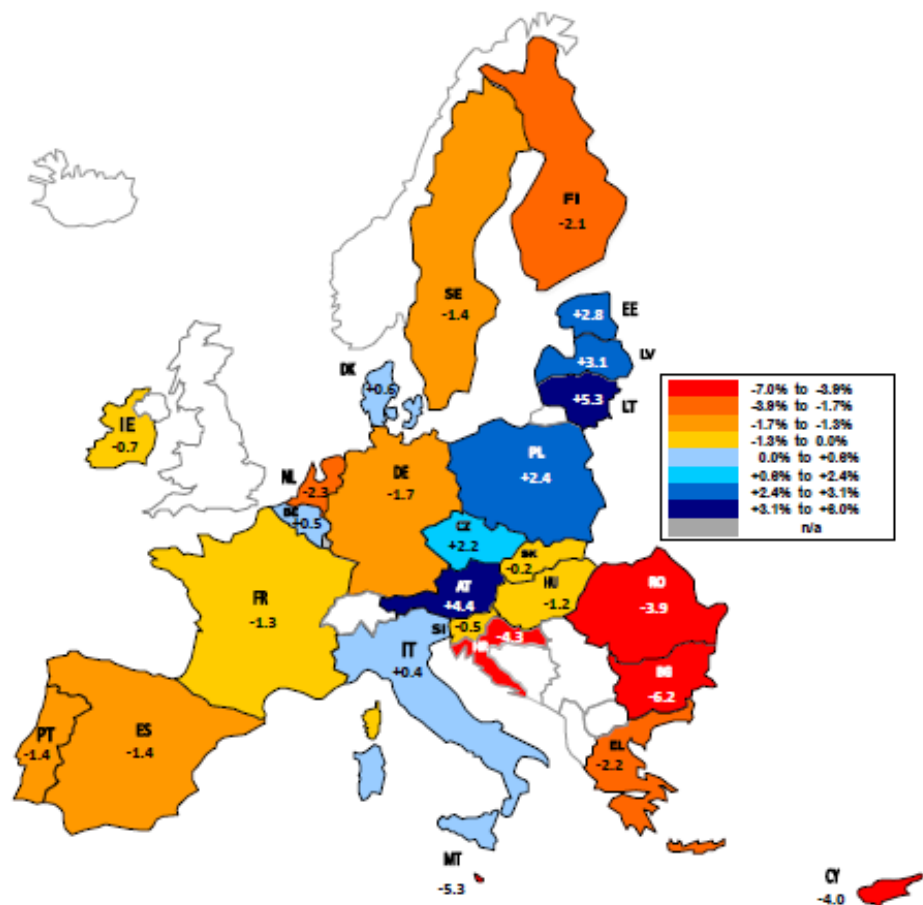 FI
-2.1
SE
-1.4
+2.8 EE
+3.1 LV
+5.3 LT
DK
+0.6
IE
-0.7
NL
-2.3
BE
+0.5
DE
-1.7
PL
+2.4
CZ
+2.2
SK
-0.2
AT
+4.4
HU
-1.2
SI -0.5
HR
-4.3
RO
-3.9
BG
-6.2
FR
-1.3
IT
+0.4
PT
-1.4
ES
-1.4
EL
-2.2
MT
-5.3
CY
-4.0
-7.0% to -3.9%
-3.9% to -1.7%
-1.7% to -1.3%
-1.3% to 0.0%
0.0% to +0.6%
+0.6% to +2.4%
+2.4% to +3.1%
+3.1% to +6.0%
n/a